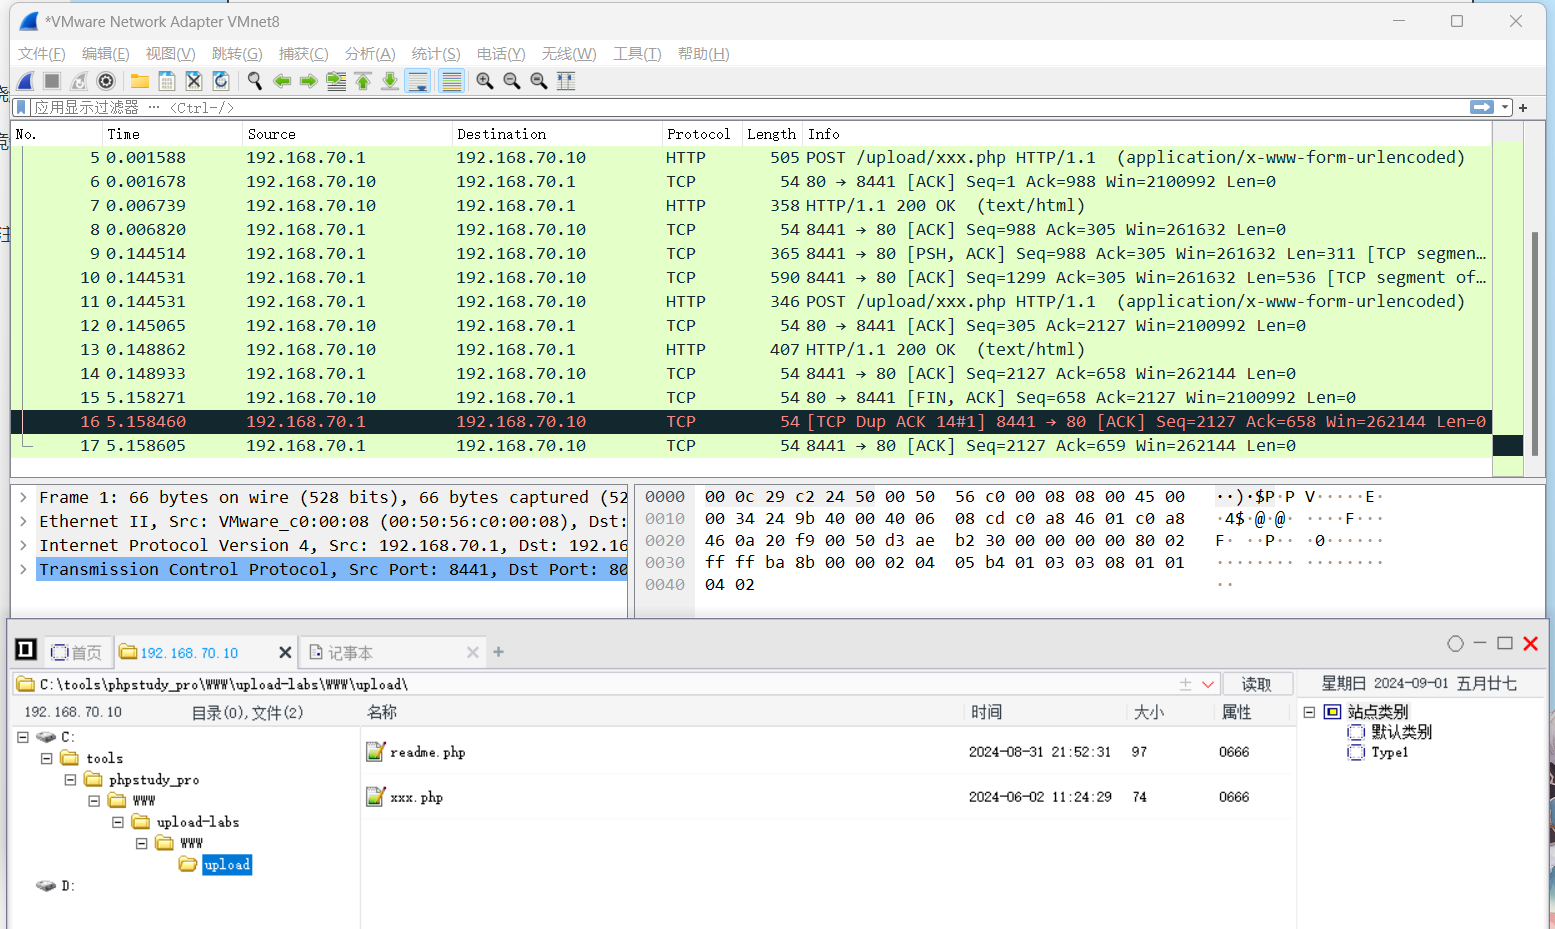 *VMware Network Adapter VMnet8
文件(F) 编辑(E) 视图(V) 跳转(G) 捕获(C) 分析(A) 统计(S) 电话(Y) 无线(W) 工具(T) 帮助(H)
应用显示过滤器 … <Ctrl-/>
No. Time Source Destination Protocol Length Info
5 0.001588 192.168.70.1 192.168.70.10 HTTP 505 POST /upload/xxx.php HTTP/1.1 (application/x-www-form-urlencoded)
6 0.001678 192.168.70.10 192.168.70.1 TCP 54 80 → 8441 [ACK] Seq=1 Ack=988 Win=2100992 Len=0
7 0.006739 192.168.70.10 192.168.70.1 HTTP 358 HTTP/1.1 200 OK (text/html)
8 0.006820 192.168.70.1 192.168.70.10 TCP 54 8441 → 80 [ACK] Seq=988 Ack=305 Win=261632 Len=0
9 0.144514 192.168.70.1 192.168.70.10 TCP 365 8441 → 80 [PSH, ACK] Seq=988 Ack=305 Win=261632 Len=311 [TCP segmen…
10 0.144531 192.168.70.1 192.168.70.10 TCP 590 8441 → 80 [ACK] Seq=1299 Ack=305 Win=261632 Len=536 [TCP segment of…
11 0.144531 192.168.70.1 192.168.70.10 HTTP 346 POST /upload/xxx.php HTTP/1.1 (application/x-www-form-urlencoded)
12 0.145065 192.168.70.10 192.168.70.1 TCP 54 80 → 8441 [ACK] Seq=305 Ack=2127 Win=2100992 Len=0
13 0.148862 192.168.70.10 192.168.70.1 HTTP 407 HTTP/1.1 200 OK (text/html)
14 0.148933 192.168.70.1 192.168.70.10 TCP 54 8441 → 80 [ACK] Seq=2127 Ack=658 Win=262144 Len=0
15 5.158271 192.168.70.10 192.168.70.1 TCP 54 80 → 8441 [FIN, ACK] Seq=658 Ack=2127 Win=2100992 Len=0
16 5.158460 192.168.70.1 192.168.70.10 TCP 54 [TCP Dup ACK 14#1] 8441 → 80 [ACK] Seq=2127 Ack=658 Win=262144 Len=0
17 5.158605 192.168.70.1 192.168.70.10 TCP 54 8441 → 80 [ACK] Seq=2127 Ack=659 Win=262144 Len=0
Frame 1: 66 bytes on wire (528 bits), 66 bytes captured (52
Ethernet II, Src: VMware_c0:00:08 (00:50:56:c0:00:08), Dst:
Internet Protocol Version 4, Src: 192.168.70.1, Dst: 192.16
Transmission Control Protocol, Src Port: 8441, Dst Port: 80
0000 00 0c 29 c2 24 50 00 50 56 c0 00 08 08 00 45 00 ··)·$P·P V·····E·
0010 00 34 24 9b 40 00 40 06 08 cd c0 a8 46 01 c0 a8 ·4$·@·@· ····F···
0020 46 0a 20 f9 00 50 d3 ae b2 30 00 00 00 00 80 02 F· ··P·· ·0······
0030 ff ff ba 8b 00 00 02 04 05 b4 01 03 03 08 01 01 ········ ········
0040 04 02 ··
首页 192.168.70.10 记事本
C:\tools\phpstudy_pro\WWW\upload-labs\WWW\upload\ 读取 星期日 2024-09-01 五月廿七
192.168.70.10 目录(0),文件(2) 名称 时间 大小 属性
站点类别
默认类别
Type1
C:
tools
phpstudy_pro
WWW
upload-labs
WWW
upload
D:
readme.php 2024-08-31 21:52:31 97 0666
xxx.php 2024-06-02 11:24:29 74 0666